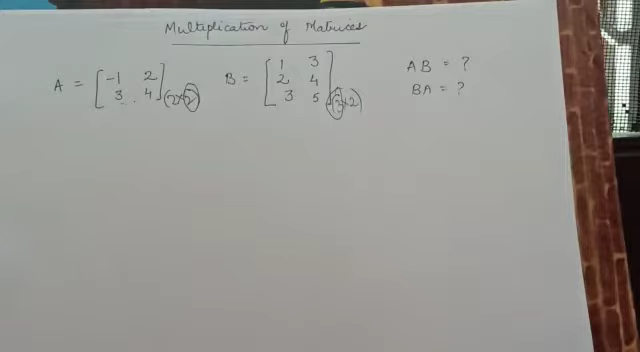 Multiplication of Matrices
A = [ -1 2
3 4 ] (2×2)
B = [ 1 3
2 4
3 5 ] (3×2)
AB = ?
BA = ?